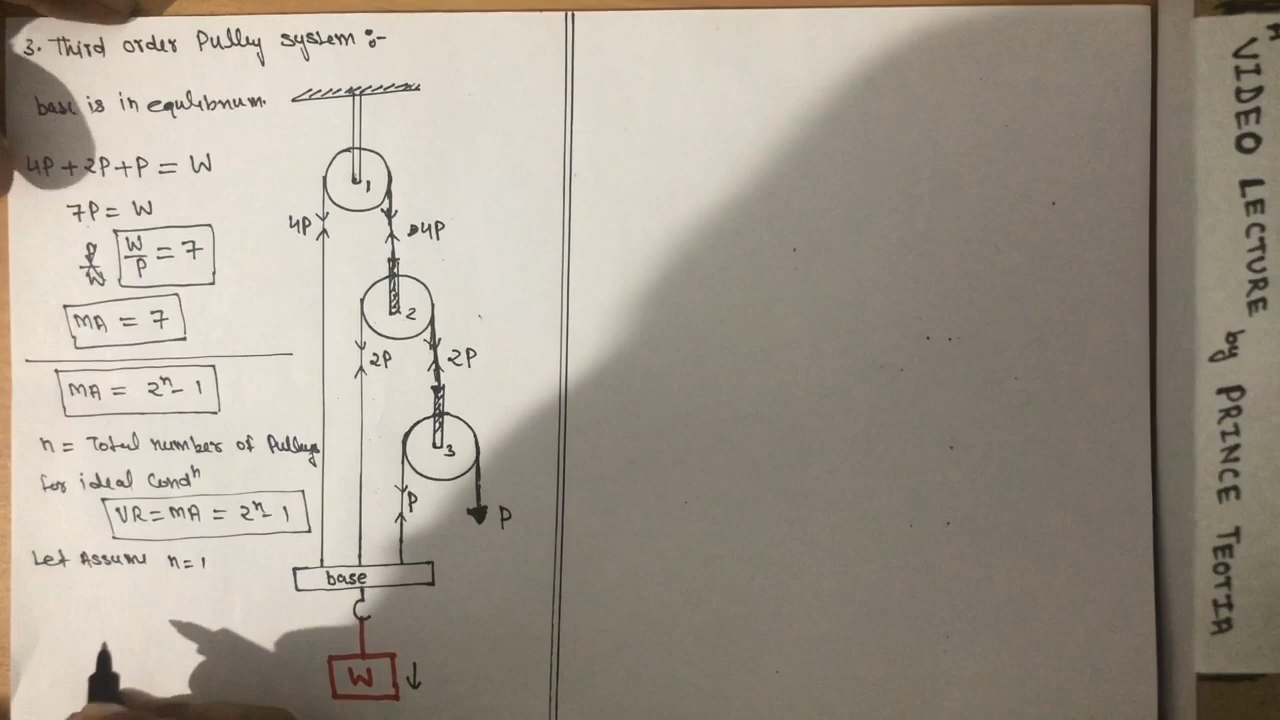 3. Third order Pulley system :-
base is in equlibrium.
4P + 2P + P = W
7P = W
W/P = 7
MA = 7
MA = 2ⁿ - 1
n = Total number of Pulleys
for ideal Condⁿ
VR = MA = 2ⁿ - 1
Let Assume n = 1
1
4P
4P
2
2P
2P
3
P
P
base
W
VIDEO LECTURE by PRINCE TEOTIA